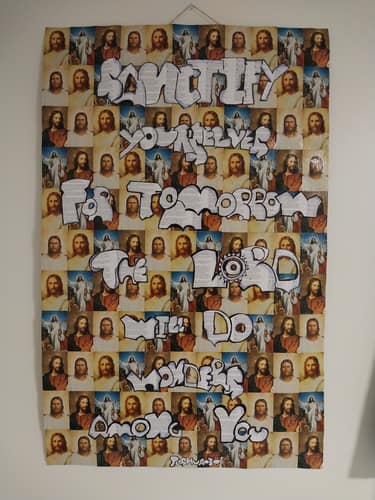 SANCTIFY
YOURSELVES
FOR TOMORROW
THE LORD
WILL DO
WONDERS
AMONG YOU